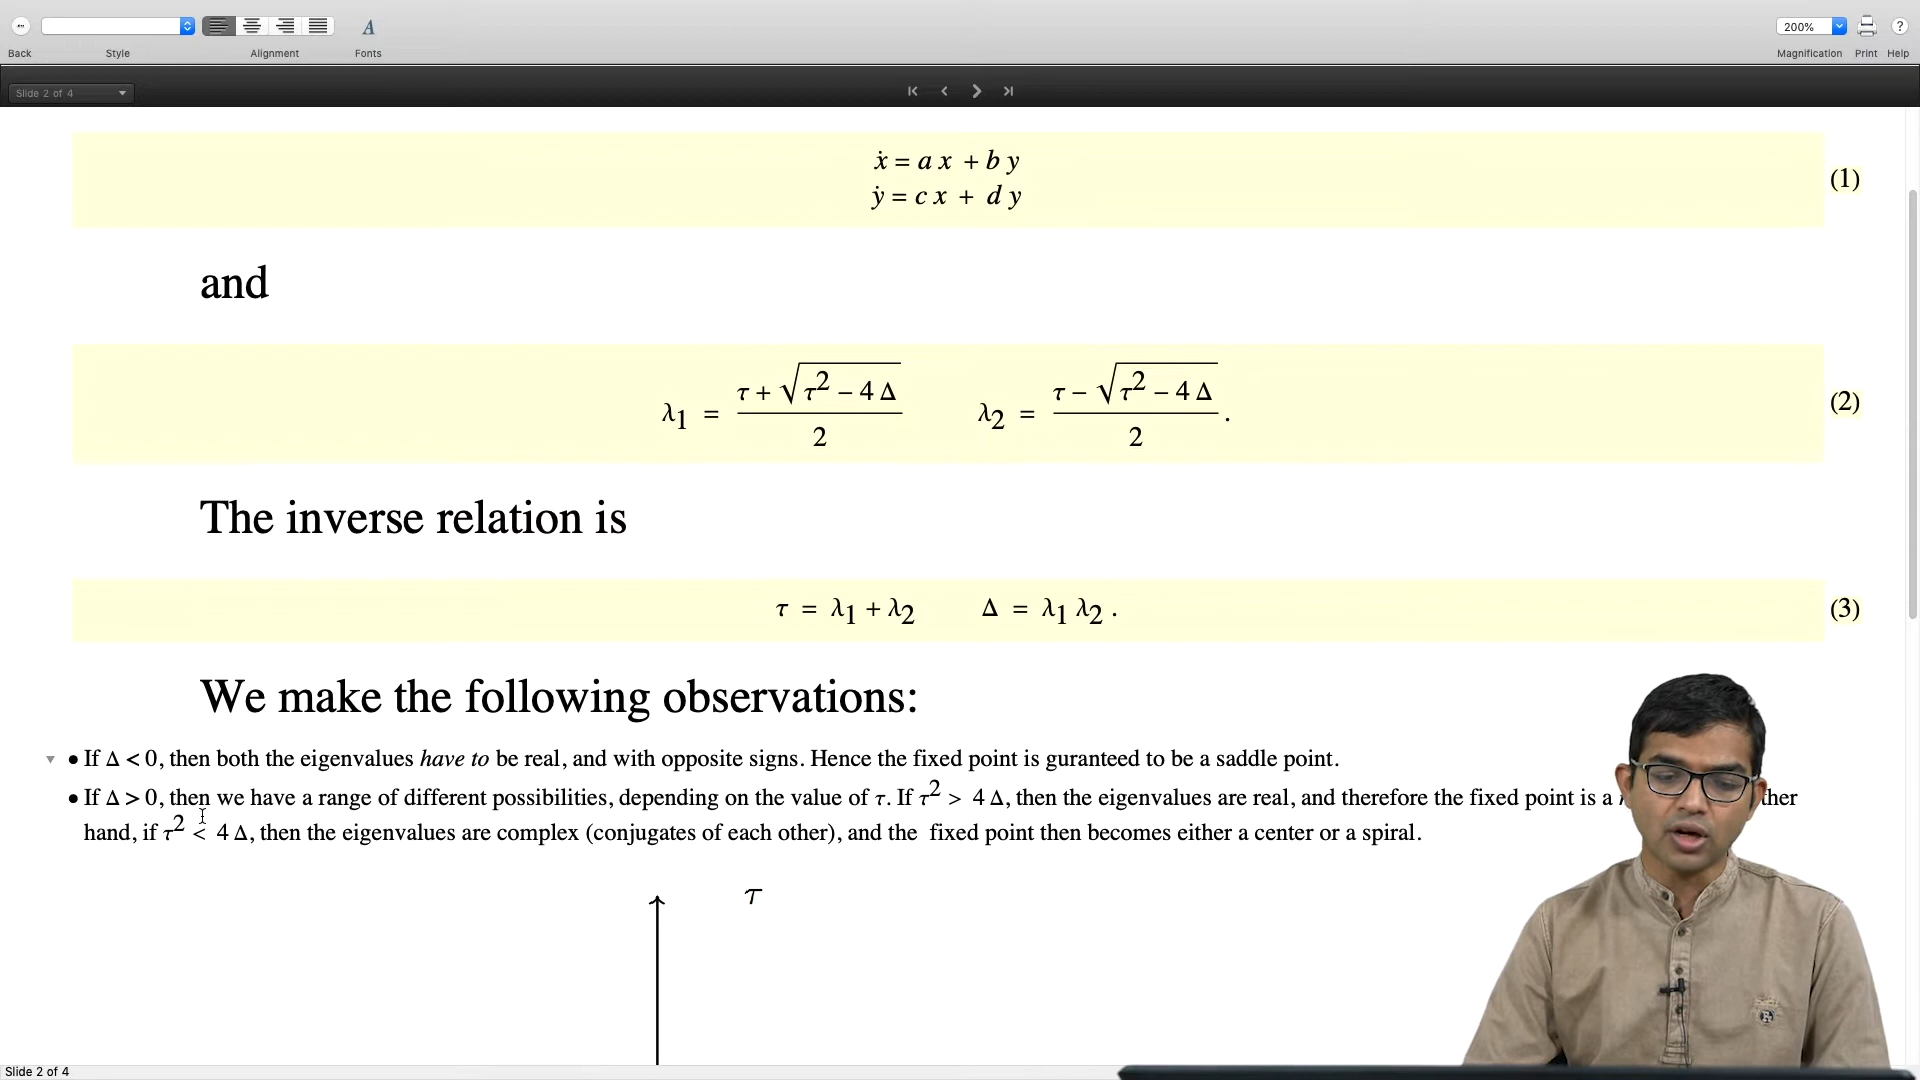 Back
Style
Alignment
A
Fonts
200%
Magnification
Print
?
Help
Slide 2 of 4
ẋ = a x + b y
ẏ = c x + d y
(1)
and
λ1 = (τ + √(τ² − 4 Δ)) / 2 λ2 = (τ − √(τ² − 4 Δ)) / 2 .
(2)
The inverse relation is
τ = λ1 + λ2 Δ = λ1 λ2 .
(3)
We make the following observations:
• If Δ < 0, then both the eigenvalues have to be real, and with opposite signs. Hence the fixed point is guranteed to be a saddle point.
• If Δ > 0, then we have a range of different possibilities, depending on the value of τ. If τ² > 4 Δ, then the eigenvalues are real, and therefore the fixed point is a
hand, if τ² < 4 Δ, then the eigenvalues are complex (conjugates of each other), and the fixed point then becomes either a center or a spiral.
τ
Slide 2 of 4